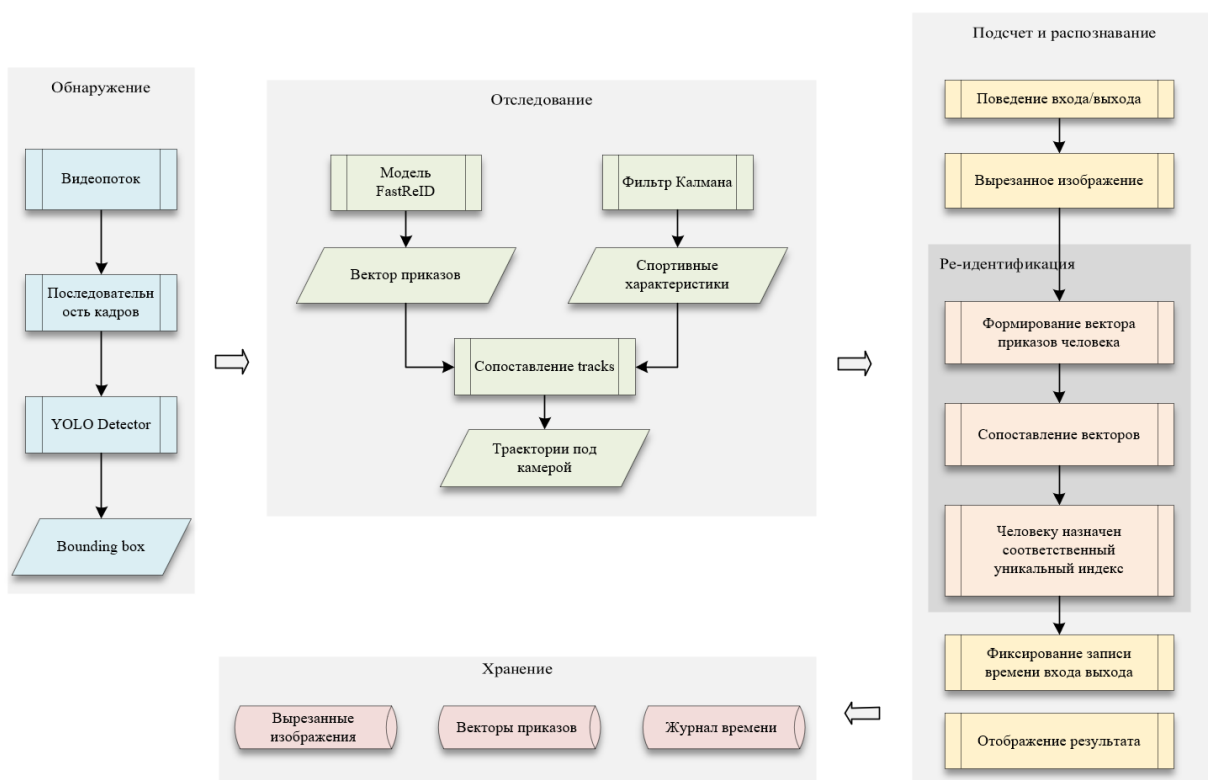 Обнаружение
Видеопоток
Последовательн
ость кадров
YOLO Detector
Bounding box
Отследование
Модель
FastReID
Фильтр Калмана
Вектор приказов
Спортивные
характеристики
Сопоставление tracks
Траектории под
камерой
Подсчет и распознавание
Поведение входа/выхода
Вырезанное изображение
Ре-идентификация
Формирование вектора
приказов человека
Сопоставление векторов
Человеку назначен
соответственный
уникальный индекс
Фиксирование записи
времени входа выхода
Отображение результата
Хранение
Вырезанные
изображения
Векторы приказов
Журнал времени